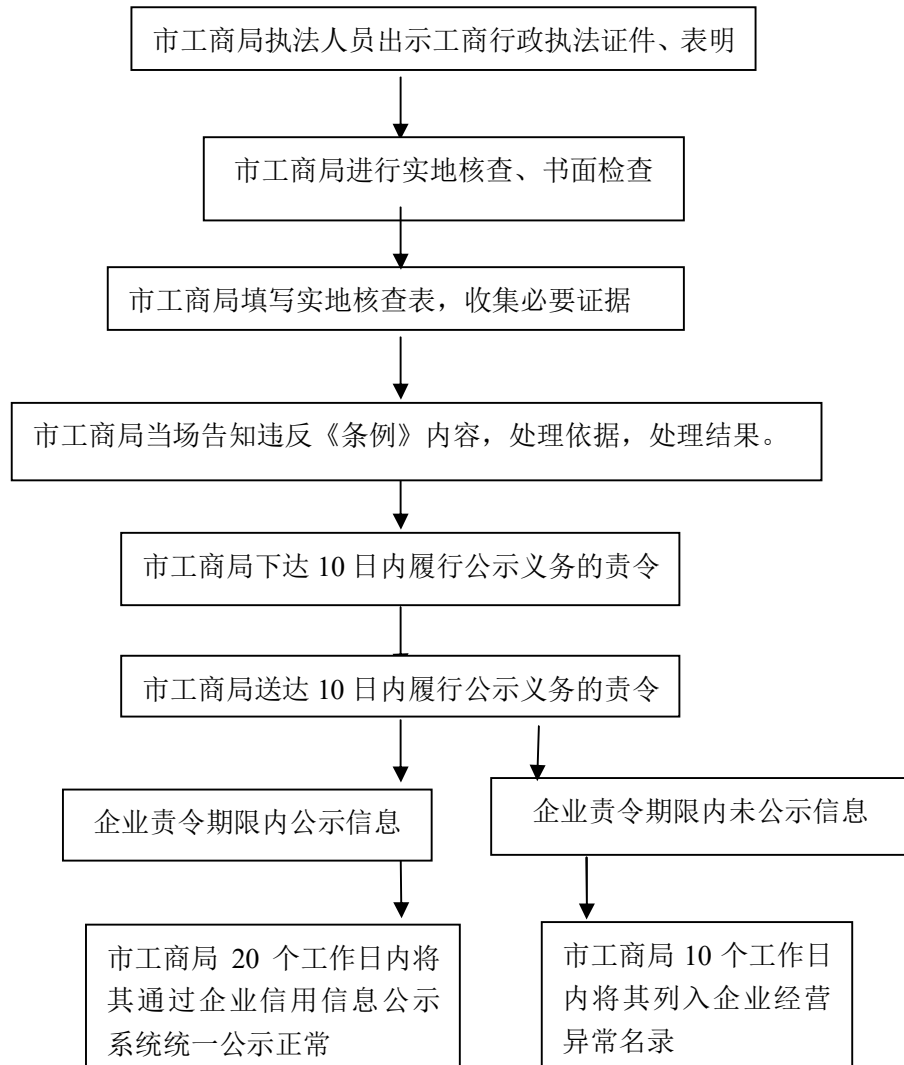 市工商局执法人员出示工商行政执法证件、表明
市工商局进行实地核查、书面检查
市工商局填写实地核查表，收集必要证据
市工商局当场告知违反《条例》内容，处理依据，处理结果。
市工商局下达 10 日内履行公示义务的责令
市工商局送达 10 日内履行公示义务的责令
企业责令期限内公示信息
企业责令期限内未公示信息
市工商局 20 个工作日内将
其通过企业信用信息公示
系统统一公示正常
市工商局 10 个工作日
内将其列入企业经营
异常名录